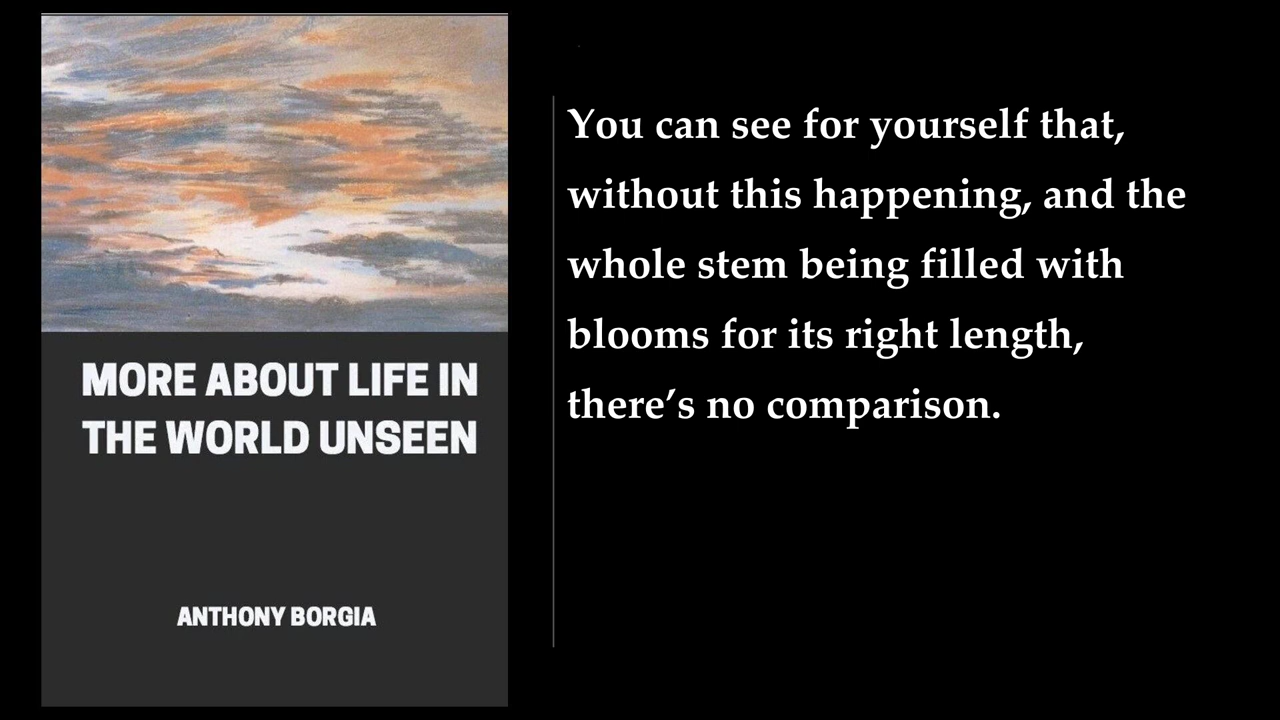 MORE ABOUT LIFE IN
THE WORLD UNSEEN
ANTHONY BORGIA
You can see for yourself that,
without this happening, and the
whole stem being filled with
blooms for its right length,
there’s no comparison.